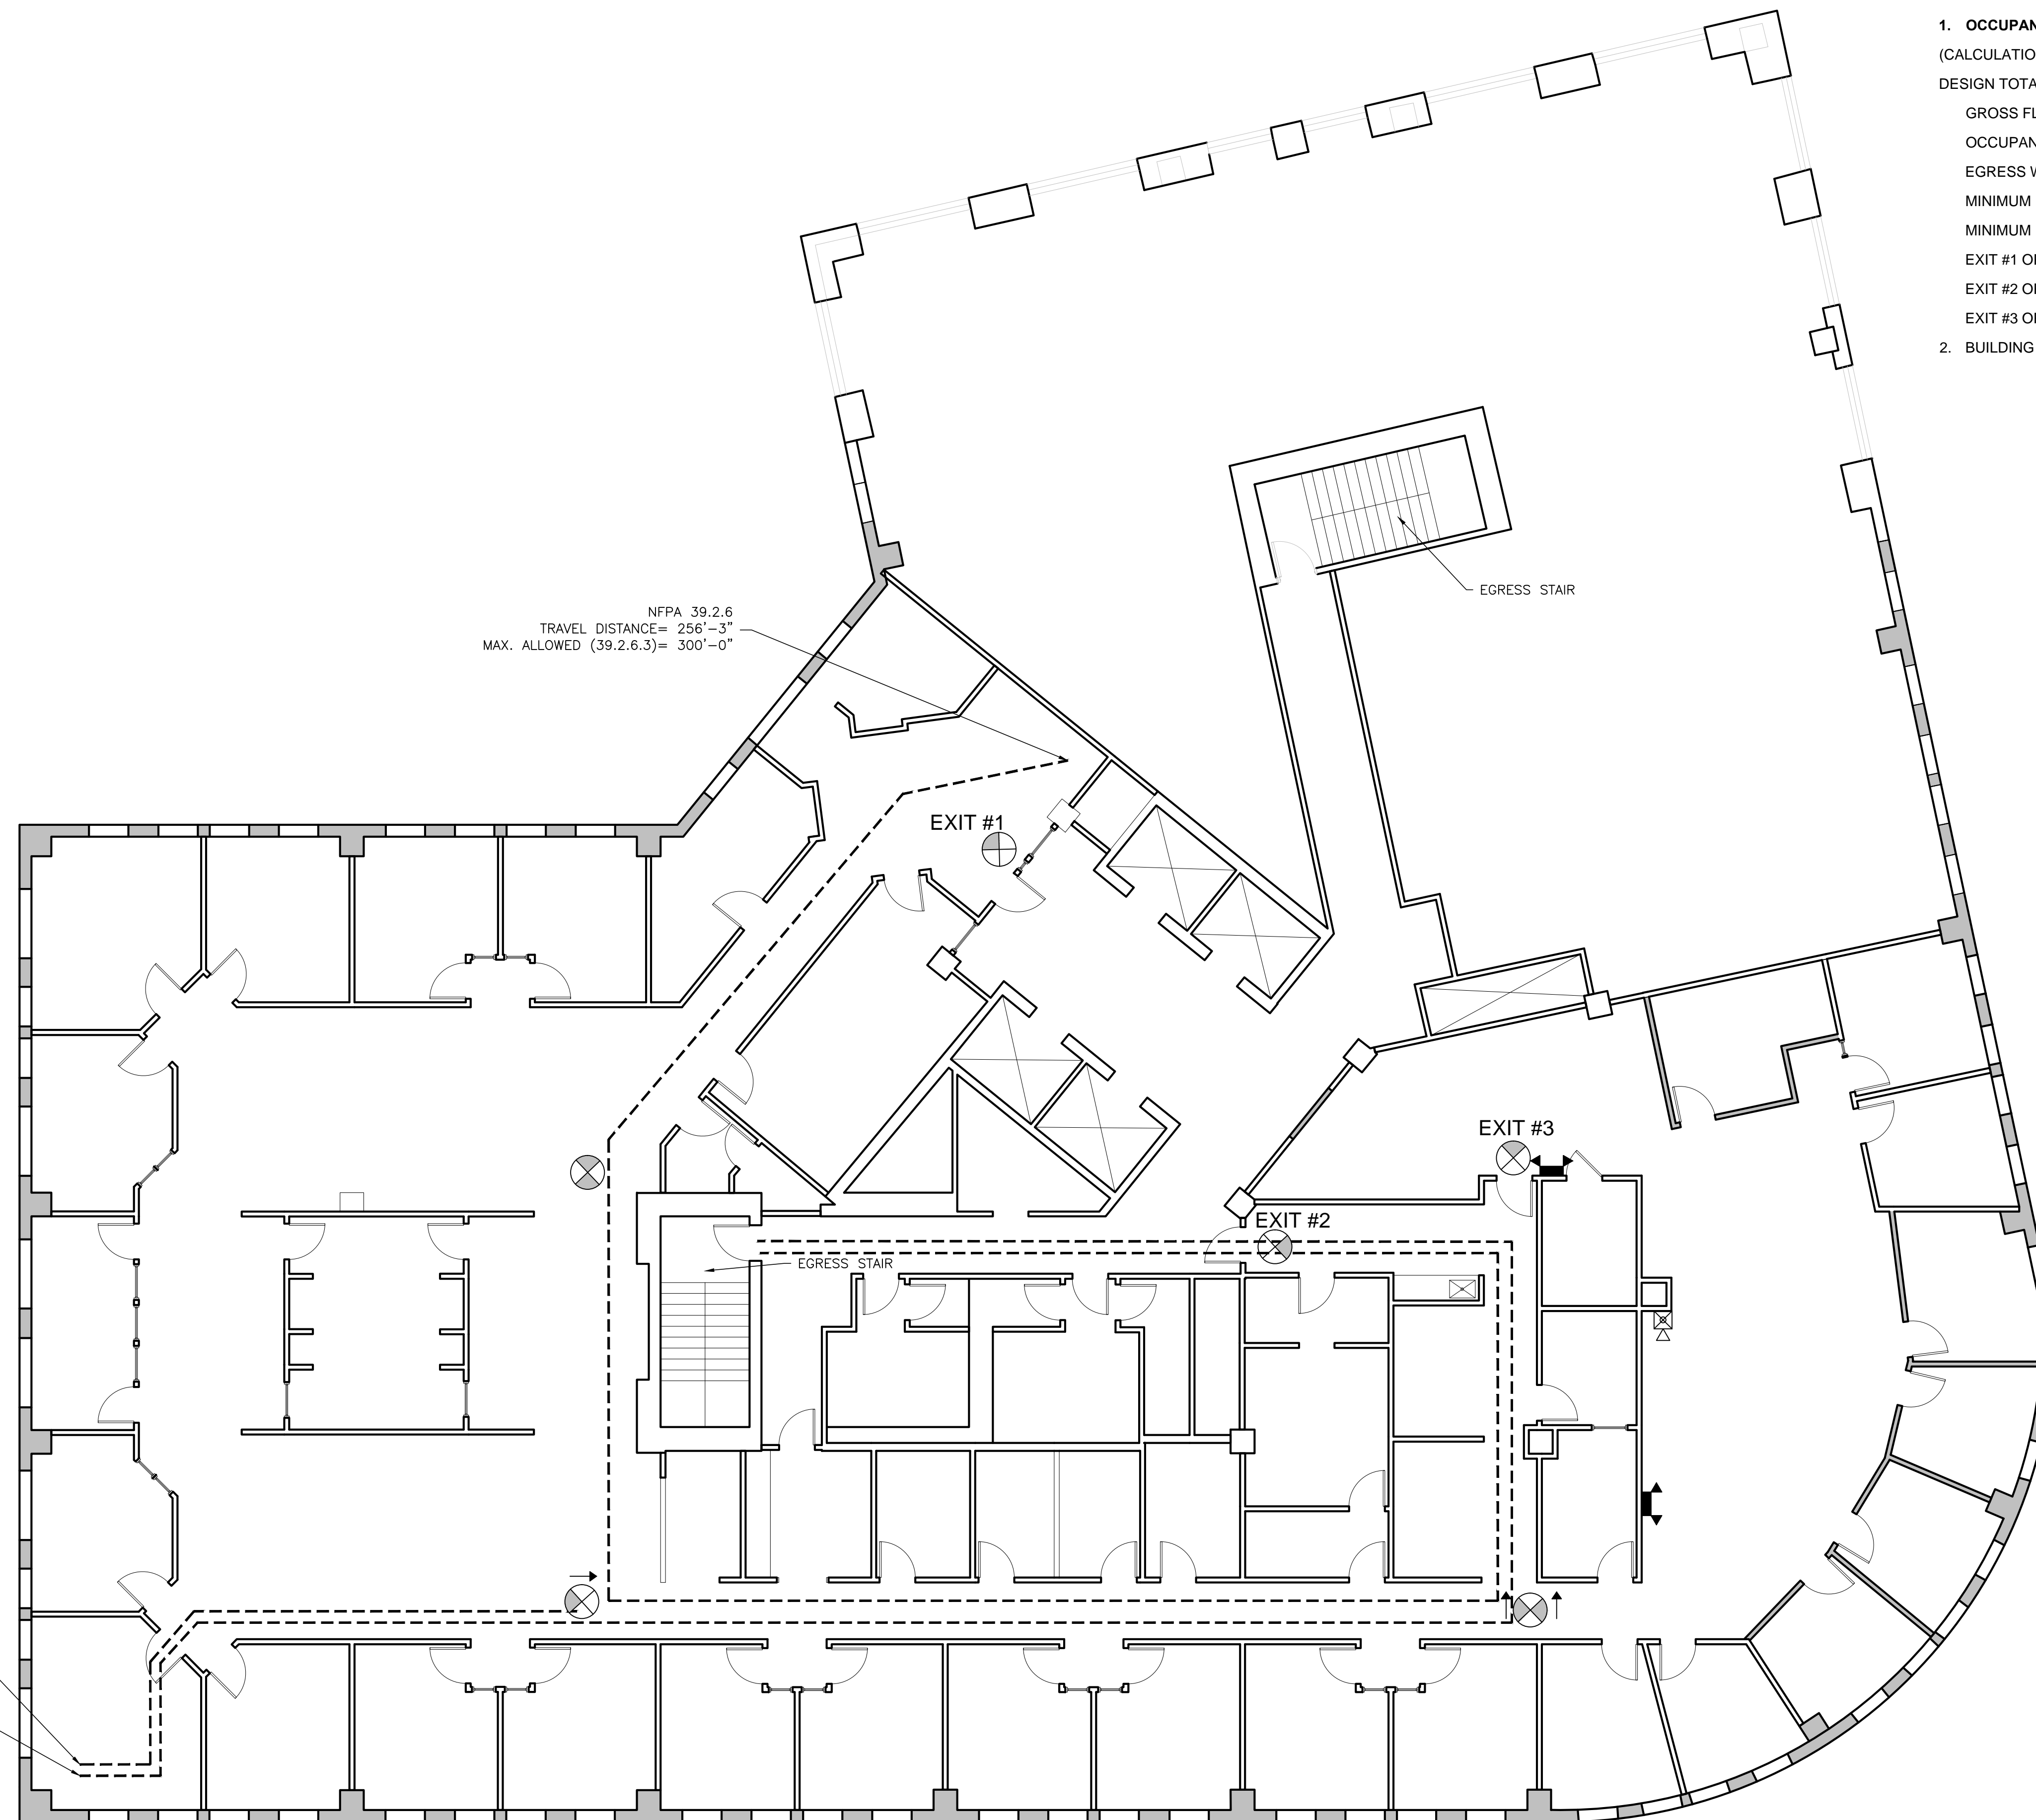 1. OCCUPAN
(CALCULATIO
DESIGN TOTA
GROSS FL
OCCUPAN
EGRESS W
MINIMUM
MINIMUM
EXIT #1 O
EXIT #2 O
EXIT #3 O
2. BUILDING
EGRESS STAIR
NFPA 39.2.6
TRAVEL DISTANCE= 256'-3"
MAX. ALLOWED (39.2.6.3)= 300'-0"
EXIT #1
EXIT #3
EXIT #2
EGRESS STAIR